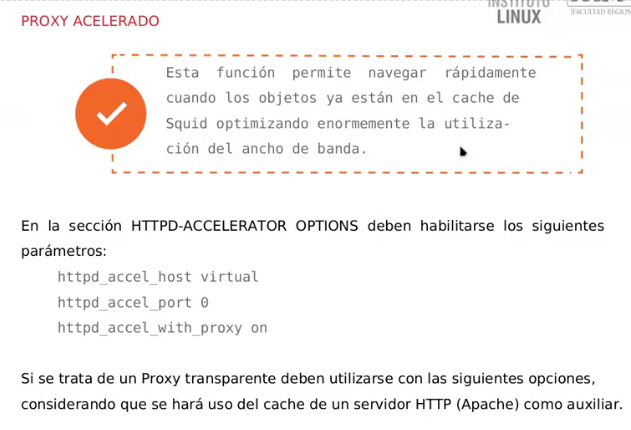 PROXY ACELERADO
INSTITUTO
LINUX
FACULTAD REGION
Esta función permite navegar rápidamente
cuando los objetos ya están en el cache de
Squid optimizando enormemente la utiliza-
ción del ancho de banda.
En la sección HTTPD-ACCELERATOR OPTIONS deben habilitarse los siguientes
parámetros:
httpd_accel_host virtual
httpd_accel_port 0
httpd_accel_with_proxy on
Si se trata de un Proxy transparente deben utilizarse con las siguientes opciones,
considerando que se hará uso del cache de un servidor HTTP (Apache) como auxiliar.